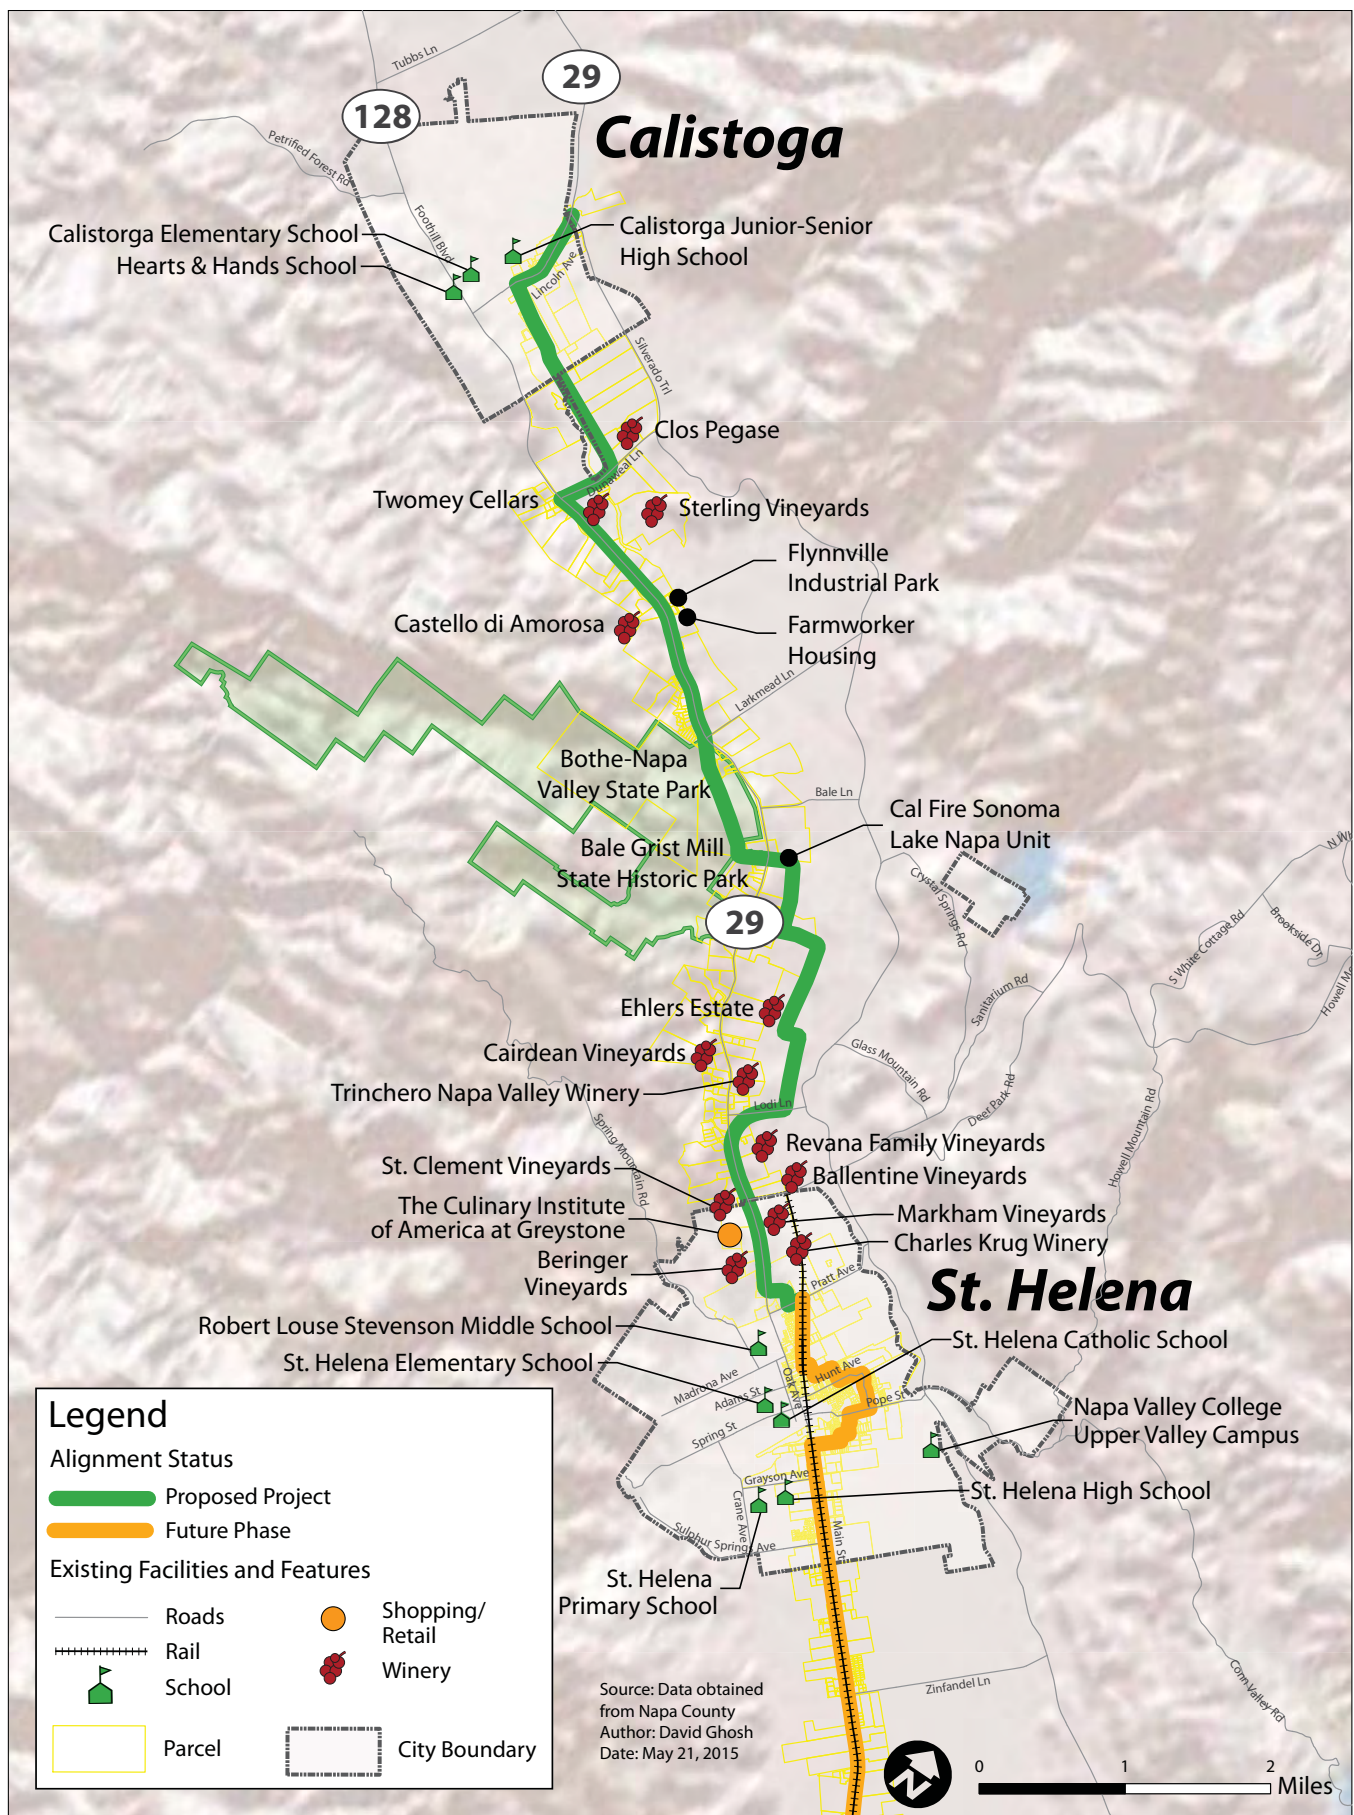 Tubbs Ln
29
128
Calistoga
Petrified Forest Rd
Foothill Blvd
Calistorga Elementary School
Hearts & Hands School
Calistorga Junior-Senior
High School
Lincoln Ave
Silverado Trl
Clos Pegase
Dunaweal Ln
Twomey Cellars
Sterling Vineyards
Flynnville
Industrial Park
Castello di Amorosa
Farmworker
Housing
Larkmead Ln
Bothe-Napa
Valley State Park
Bale Ln
Cal Fire Sonoma
Lake Napa Unit
Bale Grist Mill
State Historic Park
Crystal Springs Rd
29
S White Cottage Rd
Brookside Dr
N W
Howell M
Sanitarium Rd
Ehlers Estate
Cairdean Vineyards
Glass Mountain Rd
Trinchero Napa Valley Winery
Lodi Ln
Deer Park Rd
Howell Mountain Rd
Spring Mountain Rd
Revana Family Vineyards
St. Clement Vineyards
Ballentine Vineyards
The Culinary Institute
of America at Greystone
Markham Vineyards
Charles Krug Winery
Beringer
Vineyards
Pratt Ave
St. Helena
Robert Louse Stevenson Middle School
St. Helena Catholic School
St. Helena Elementary School
Hunt Ave
Madrona Ave
Oak Ave
Adams St
Pope St
Spring St
Napa Valley College
Upper Valley Campus
Grayson Ave
St. Helena High School
Crane Ave
Main St
Sulphur Springs Ave
St. Helena
Primary School
Zinfandel Ln
Conn Valley Rd
Legend
Alignment Status
Proposed Project
Future Phase
Existing Facilities and Features
Roads
Rail
School
Shopping/
Retail
Winery
Parcel
City Boundary
Source: Data obtained
from Napa County
Author: David Ghosh
Date: May 21, 2015
N
0 1 2
Miles